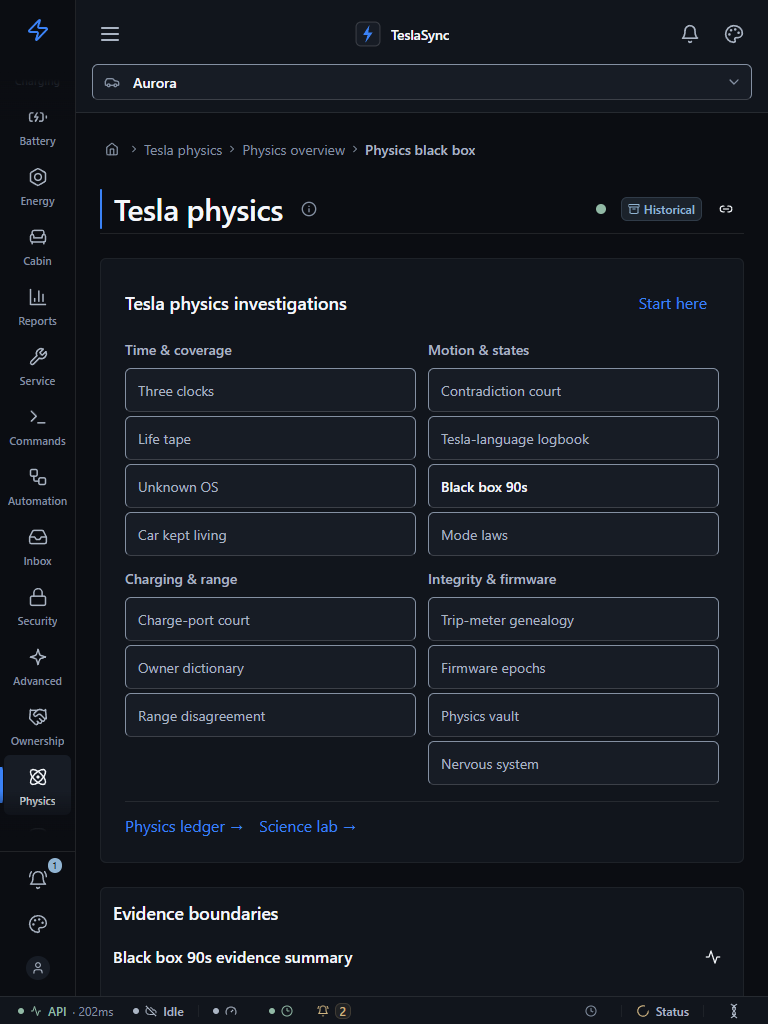 TeslaSync
Aurora
Battery
Energy
Cabin
Reports
Service
Commands
Automation
Inbox
Security
Advanced
Ownership
Physics
1
Tesla physics > Physics overview > Physics black box
Tesla physics
Historical
Tesla physics investigations
Start here
Time & coverage
Three clocks
Life tape
Unknown OS
Car kept living
Motion & states
Contradiction court
Tesla-language logbook
Black box 90s
Mode laws
Charging & range
Charge-port court
Owner dictionary
Range disagreement
Integrity & firmware
Trip-meter genealogy
Firmware epochs
Physics vault
Nervous system
Physics ledger → Science lab →
Evidence boundaries
Black box 90s evidence summary
API · 202ms Idle 2 Status